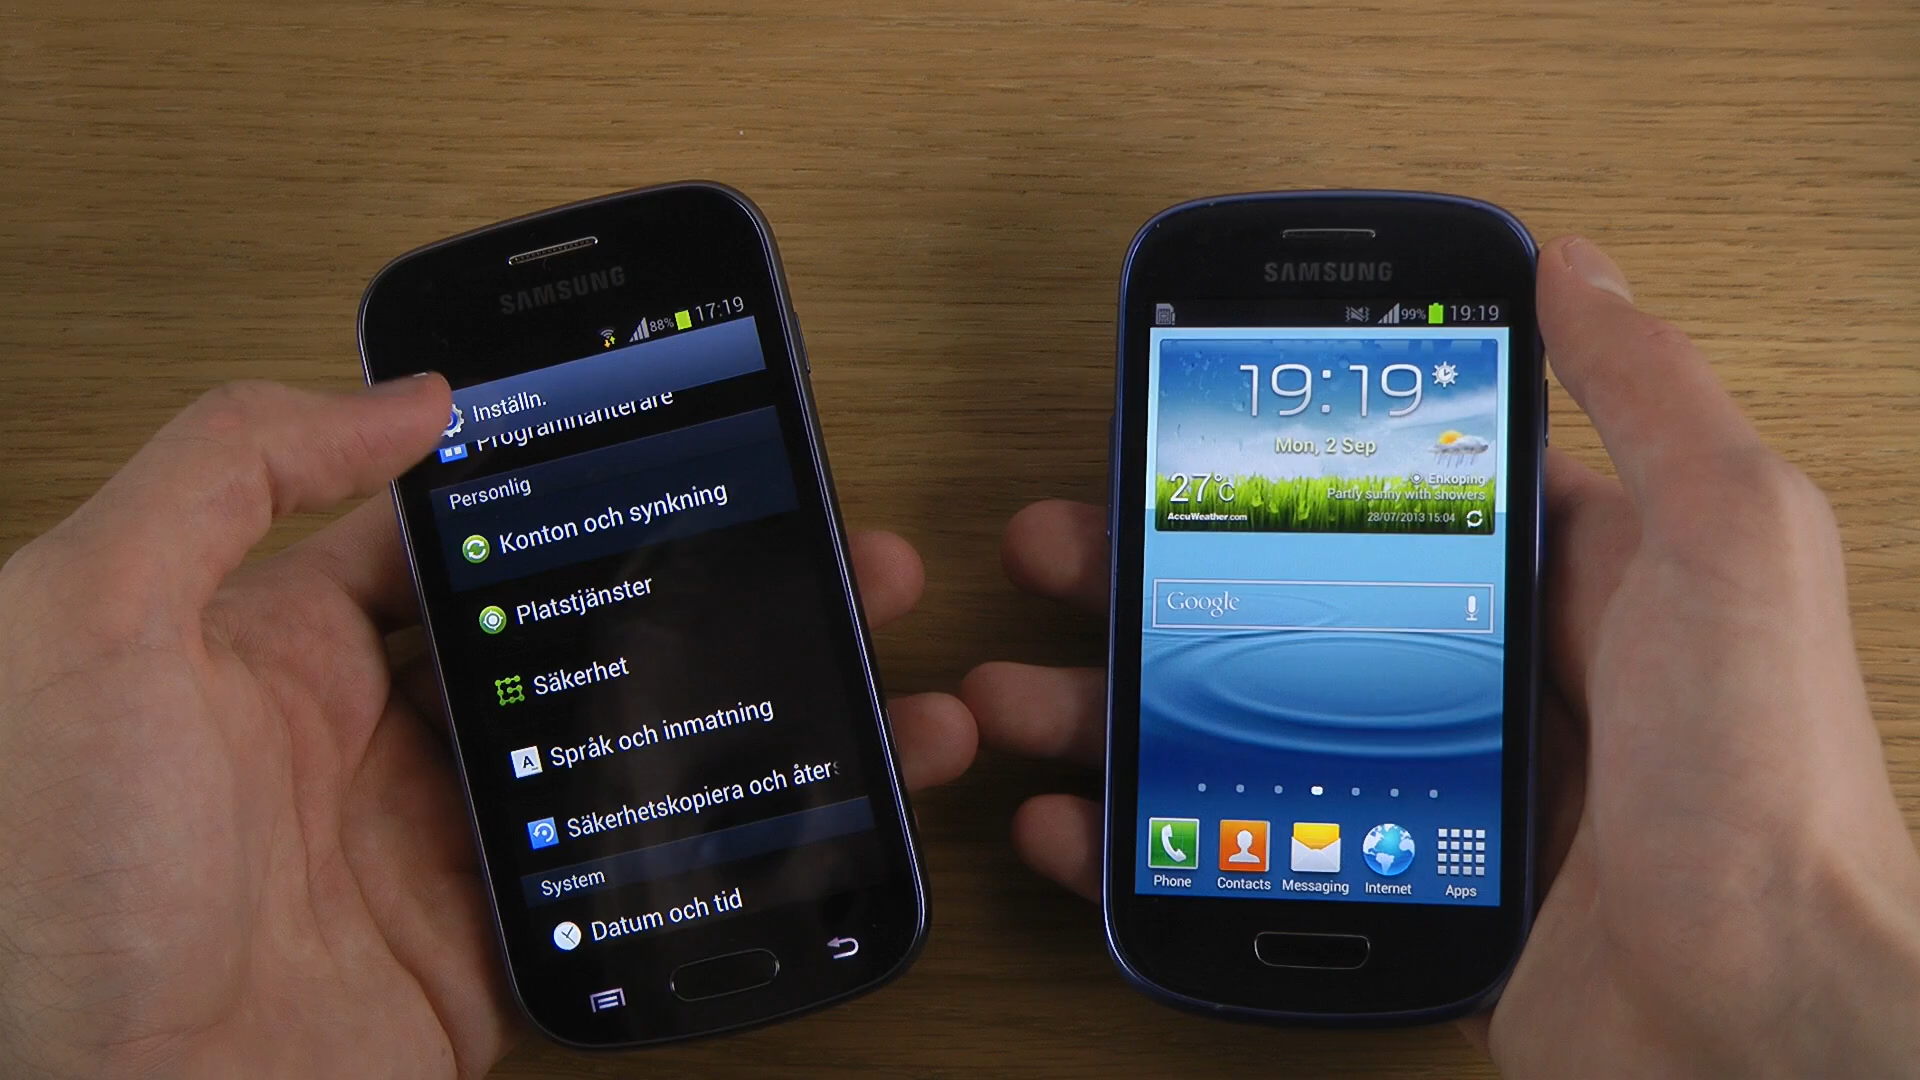 SAMSUNG
88% 17:19
Inställn.
Programhanterare
Personlig
Konton och synkning
Platstjänster
Säkerhet
A Språk och inmatning
Säkerhetskopiera och åters
System
Datum och tid
SAMSUNG
99% 19:19
19:19
Mon, 2 Sep
27°C
Enkoping
Partly sunny with showers
AccuWeather.com 28/07/2013 15:04
Google
Phone Contacts Messaging Internet Apps